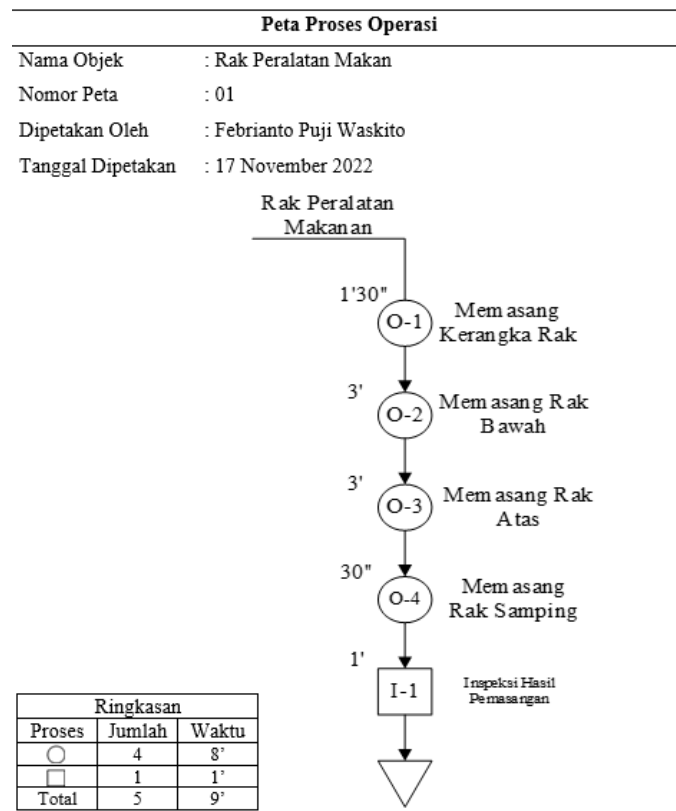 Peta Proses Operasi
Nama Objek : Rak Peralatan Makan
Nomor Peta : 01
Dipetakan Oleh : Febrianto Puji Waskito
Tanggal Dipetakan : 17 November 2022
Rak Peralatan
Makanan
1'30"
O-1
Memasang
Kerangka Rak
3'
O-2
Memasang Rak
Bawah
3'
O-3
Memasang Rak
Atas
30"
O-4
Memasang
Rak Samping
1'
I-1
Inspeksi Hasil
Pemasangan
Ringkasan
Proses Jumlah Waktu
4 8’
1 1’
Total 5 9’